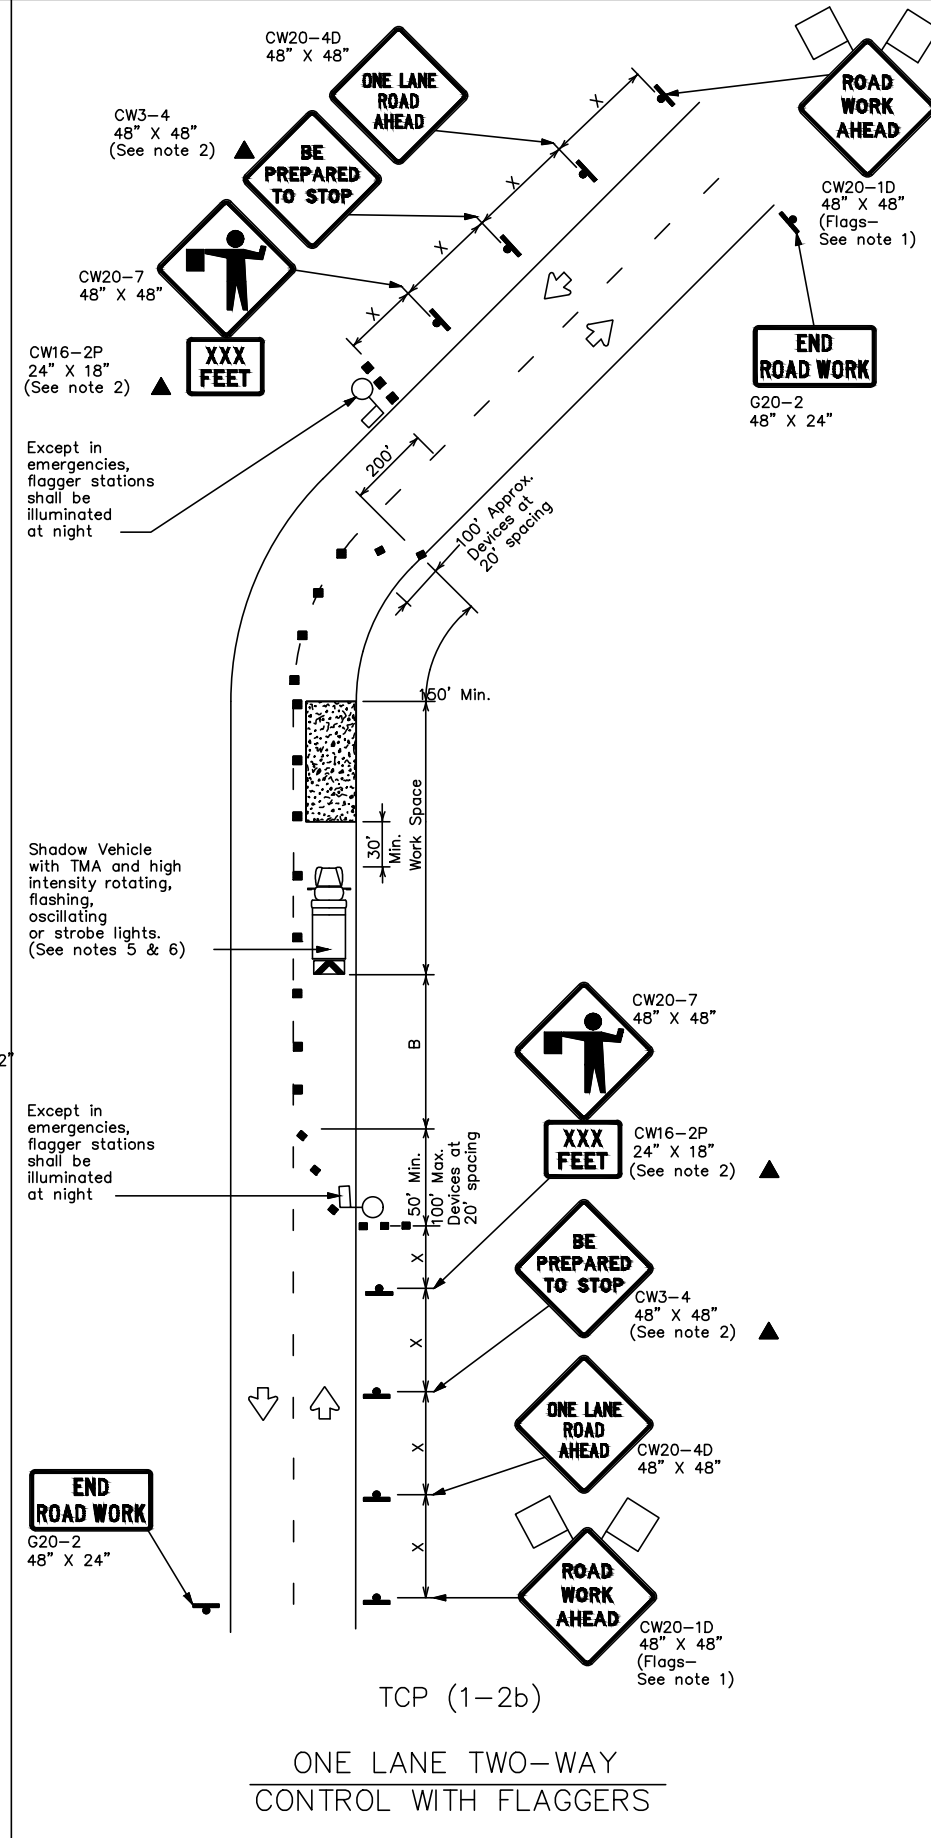 CW20-4D
48" X 48"
ONE LANE
ROAD
AHEAD
X
ROAD
WORK
AHEAD
CW3-4
48" X 48"
(See note 2)
BE
PREPARED
TO STOP
X
CW20-1D
48" X 48"
(Flags-
See note 1)
X
CW20-7
48" X 48"
X
CW16-2P
24" X 18"
(See note 2)
XXX
FEET
END
ROAD WORK
G20-2
48" X 24"
Except in
emergencies,
flagger stations
shall be
illuminated
at night
200'
100' Approx.
Devices at
20' spacing
150' Min.
Work Space
30'
Min.
Shadow Vehicle
with TMA and high
intensity rotating,
flashing,
oscillating
or strobe lights.
(See notes 5 & 6)
B
CW20-7
48" X 48"
2"
Except in
emergencies,
flagger stations
shall be
illuminated
at night
50' Min.
100' Max.
Devices at
20' spacing
XXX
FEET
CW16-2P
24" X 18"
(See note 2)
X
BE
PREPARED
TO STOP
CW3-4
48" X 48"
(See note 2)
X
ONE LANE
ROAD
AHEAD
CW20-4D
48" X 48"
X
END
ROAD WORK
G20-2
48" X 24"
X
ROAD
WORK
AHEAD
CW20-1D
48" X 48"
(Flags-
See note 1)
TCP (1-2b)
ONE LANE TWO-WAY
CONTROL WITH FLAGGERS